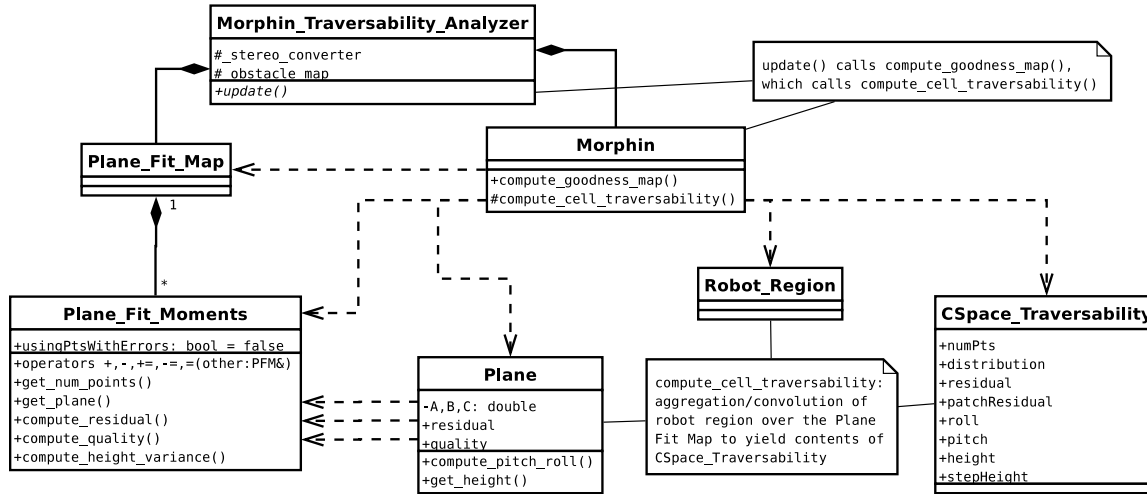 Morphin_Traversability_Analyzer
#_stereo_converter
#_obstacle_map
+update()
update() calls compute_goodness_map(),
which calls compute_cell_traversability()
Plane_Fit_Map
1
*
Morphin
+compute_goodness_map()
#compute_cell_traversability()
Plane_Fit_Moments
+usingPtsWithErrors: bool = false
+operators +,-,+=,-=,=(other:PFM&)
+get_num_points()
+get_plane()
+compute_residual()
+compute_quality()
+compute_height_variance()
Plane
-A,B,C: double
+residual
+quality
+compute_pitch_roll()
+get_height()
Robot_Region
compute_cell_traversability:
aggregation/convolution of
robot region over the Plane
Fit Map to yield contents of
CSpace_Traversability
CSpace_Traversability
+numPts
+distribution
+residual
+patchResidual
+roll
+pitch
+height
+stepHeight